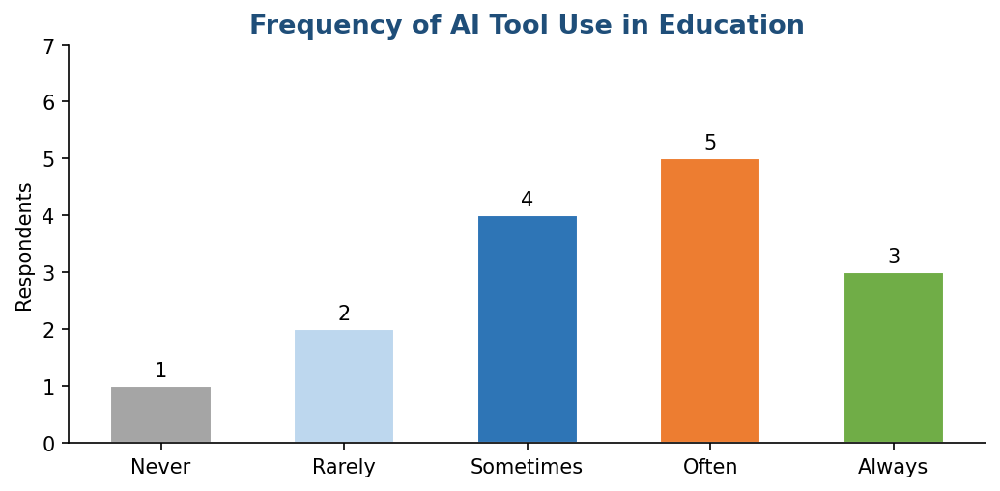 Frequency of AI Tool Use in Education
Respondents
7
6
5
4
3
2
1
0
1
2
4
5
3
Never
Rarely
Sometimes
Often
Always